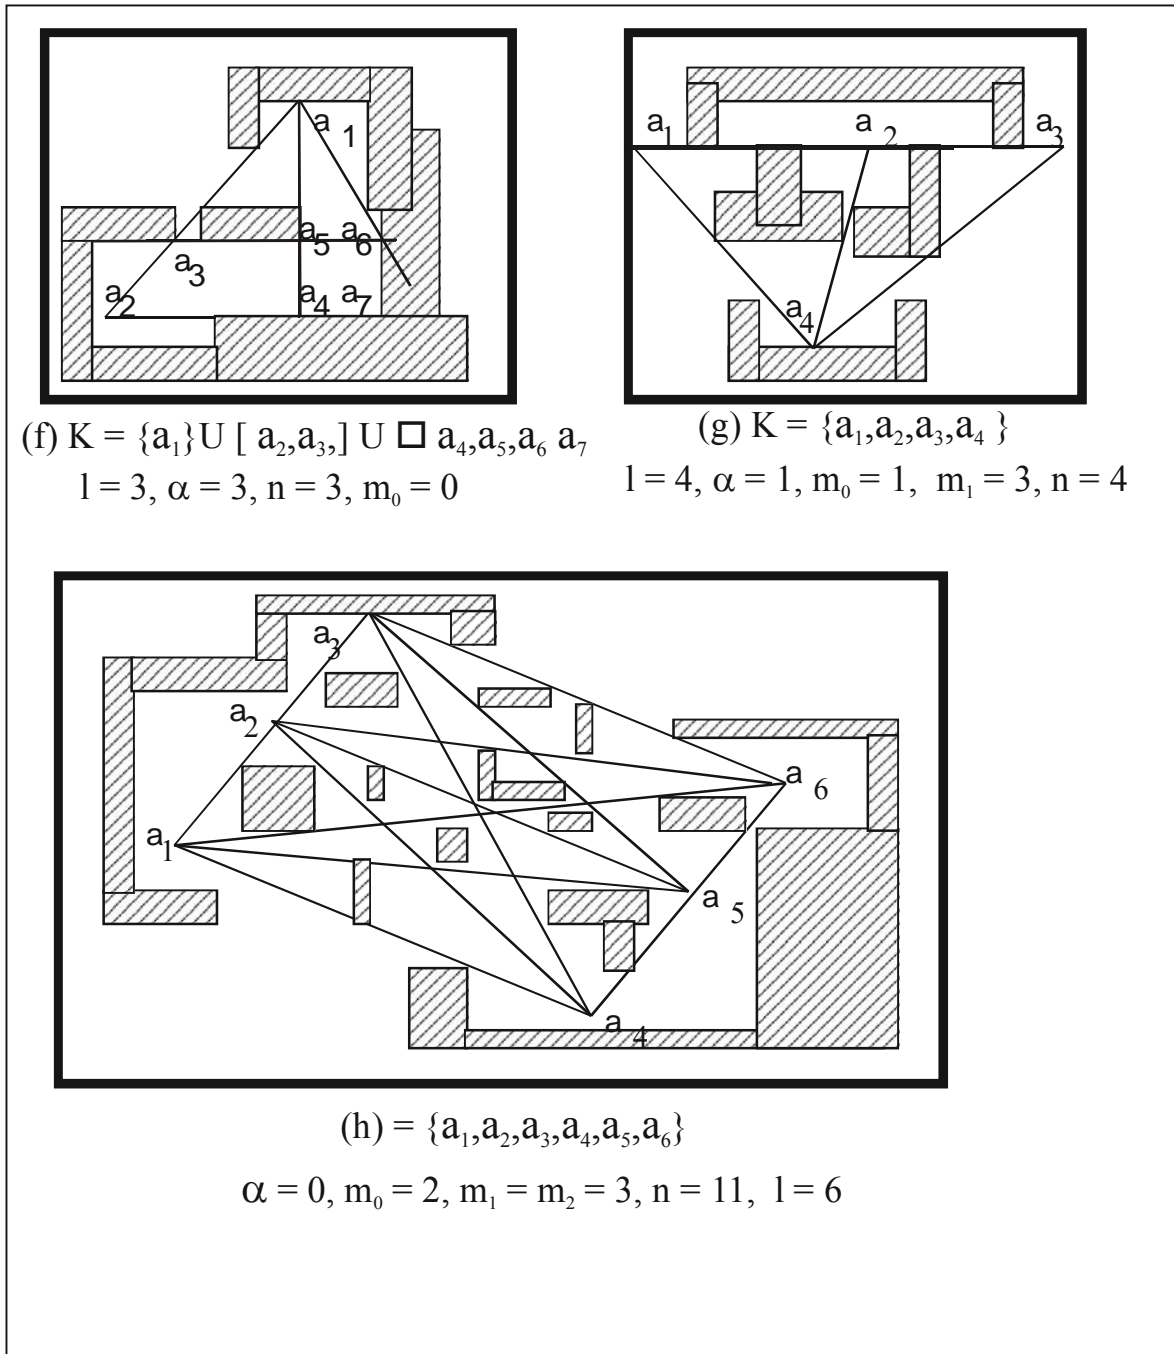 a 1
a5 a6
a3
a2 a4 a7
(f) K = {a1}U [ a2,a3,] U □ a4,a5,a6 a7
l = 3, α = 3, n = 3, m0 = 0
a1 a 2 a3
a4
(g) K = {a1,a2,a3,a4 }
l = 4, α = 1, m0 = 1, m1 = 3, n = 4
a3
a2
a 6
a1
a 5
a 4
(h) = {a1,a2,a3,a4,a5,a6}
α = 0, m0 = 2, m1 = m2 = 3, n = 11, l = 6